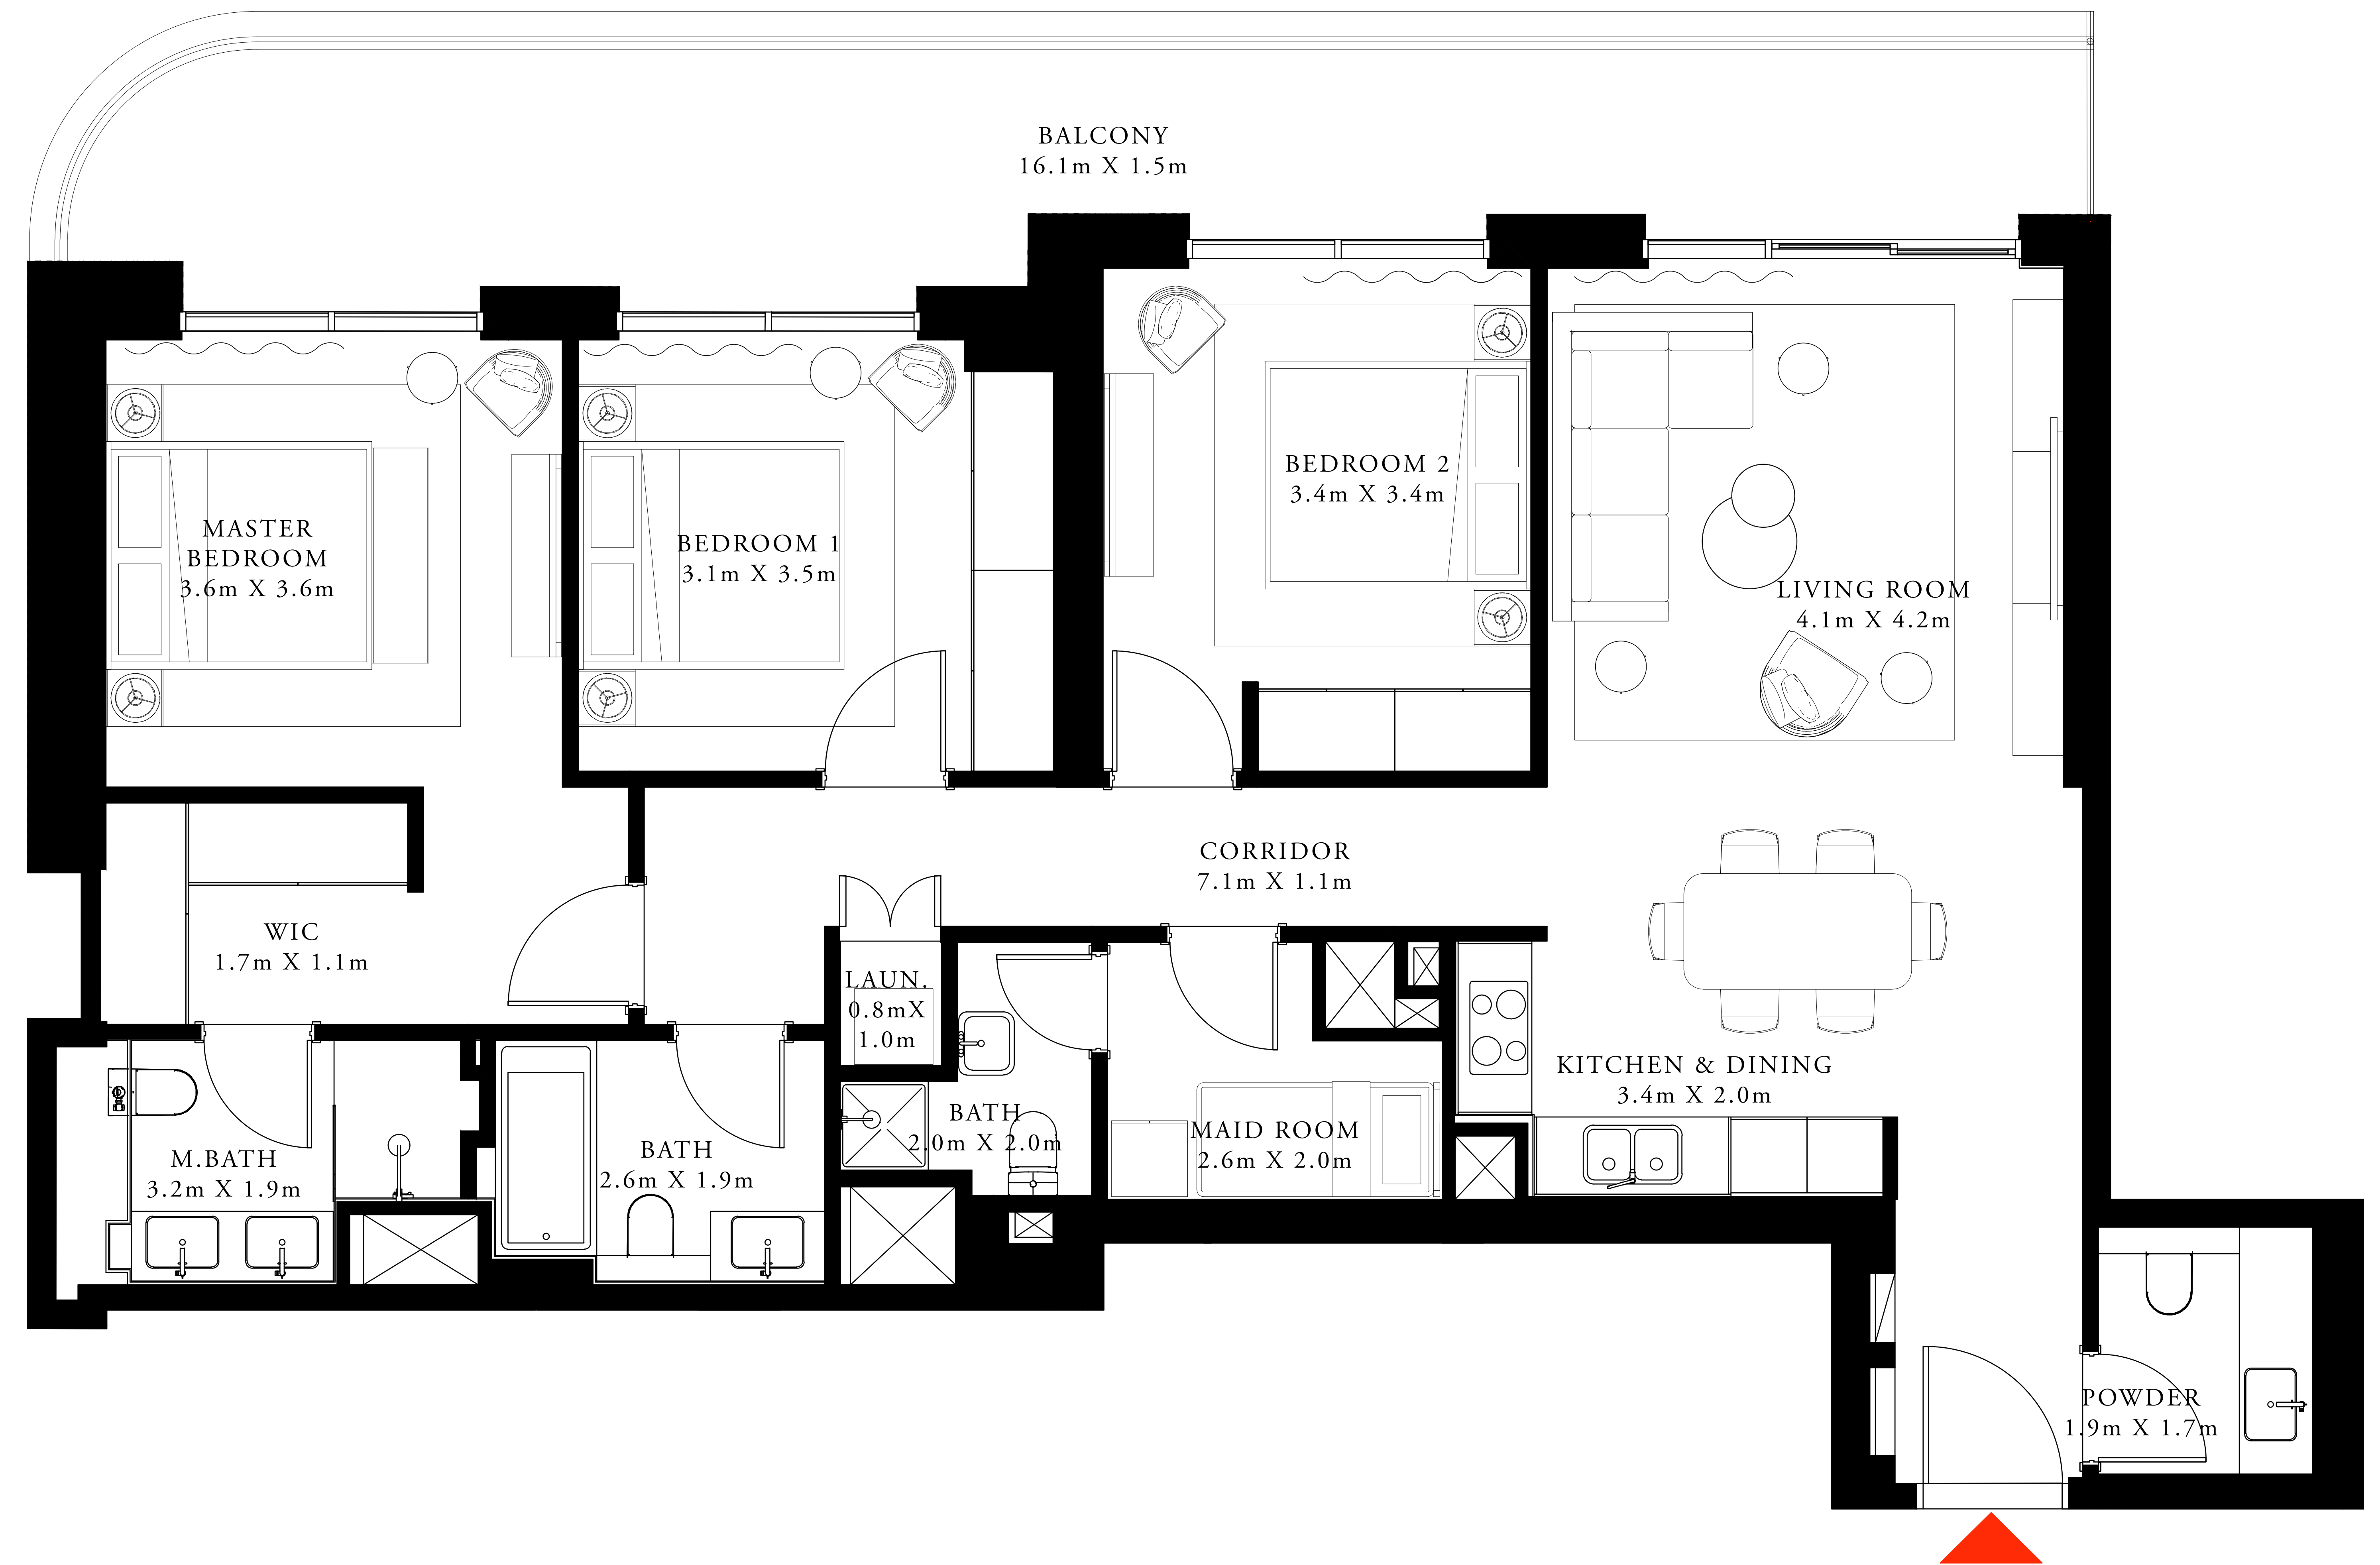 BALCONY
16.1m X 1.5m
MASTER
BEDROOM
3.6m X 3.6m
BEDROOM 1
3.1m X 3.5m
BEDROOM 2
3.4m X 3.4m
LIVING ROOM
4.1m X 4.2m
CORRIDOR
7.1m X 1.1m
WIC
1.7m X 1.1m
LAUN.
0.8mX
1.0m
KITCHEN & DINING
3.4m X 2.0m
BATH
2.0m X 2.0m
MAID ROOM
2.6m X 2.0m
M.BATH
3.2m X 1.9m
BATH
2.6m X 1.9m
POWDER
1.9m X 1.7m